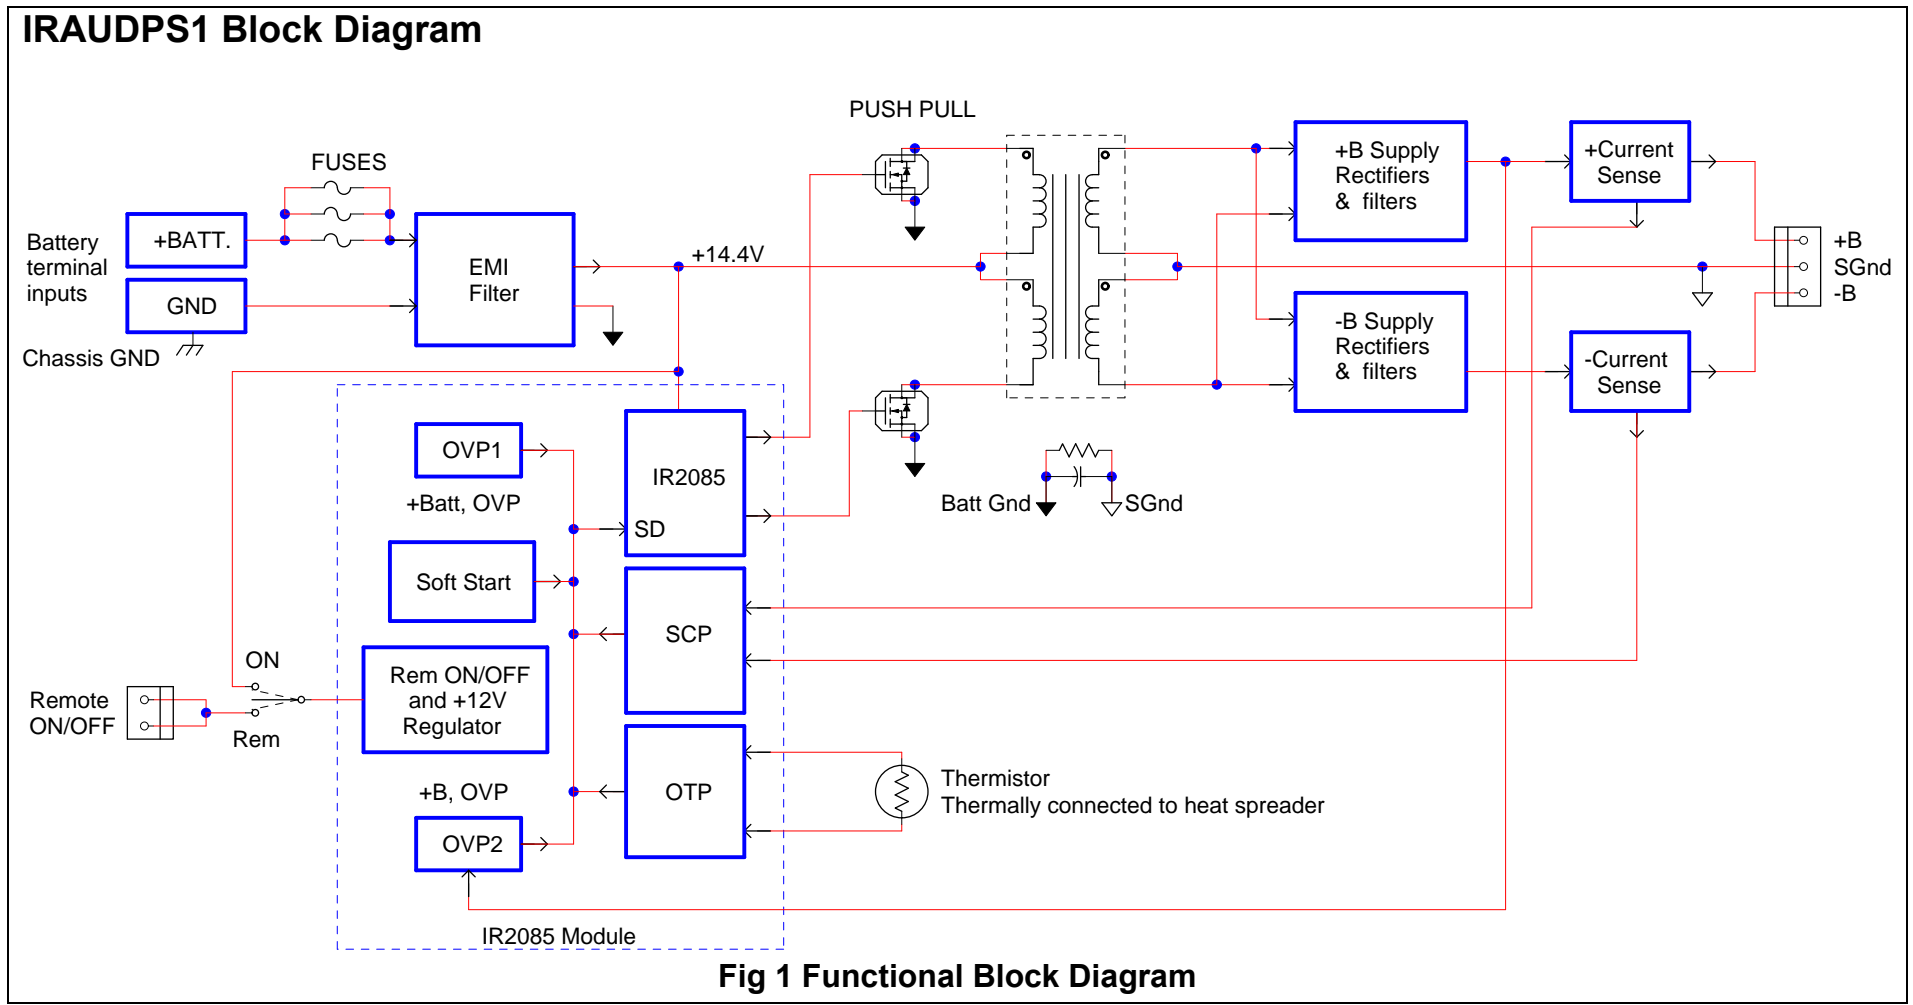 IRAUDPS1 Block Diagram
PUSH PULL
FUSES
+BATT.
Battery
terminal
inputs
GND
Chassis GND
EMI
Filter
+14.4V
+B Supply
Rectifiers
& filters
+Current
Sense
+B
SGnd
-B
-B Supply
Rectifiers
& filters
-Current
Sense
OVP1
+Batt, OVP
IR2085
SD
Batt Gnd
SGnd
Soft Start
SCP
ON
Remote
ON/OFF
Rem
Rem ON/OFF
and +12V
Regulator
+B, OVP
OVP2
OTP
Thermistor
Thermally connected to heat spreader
IR2085 Module
Fig 1 Functional Block Diagram